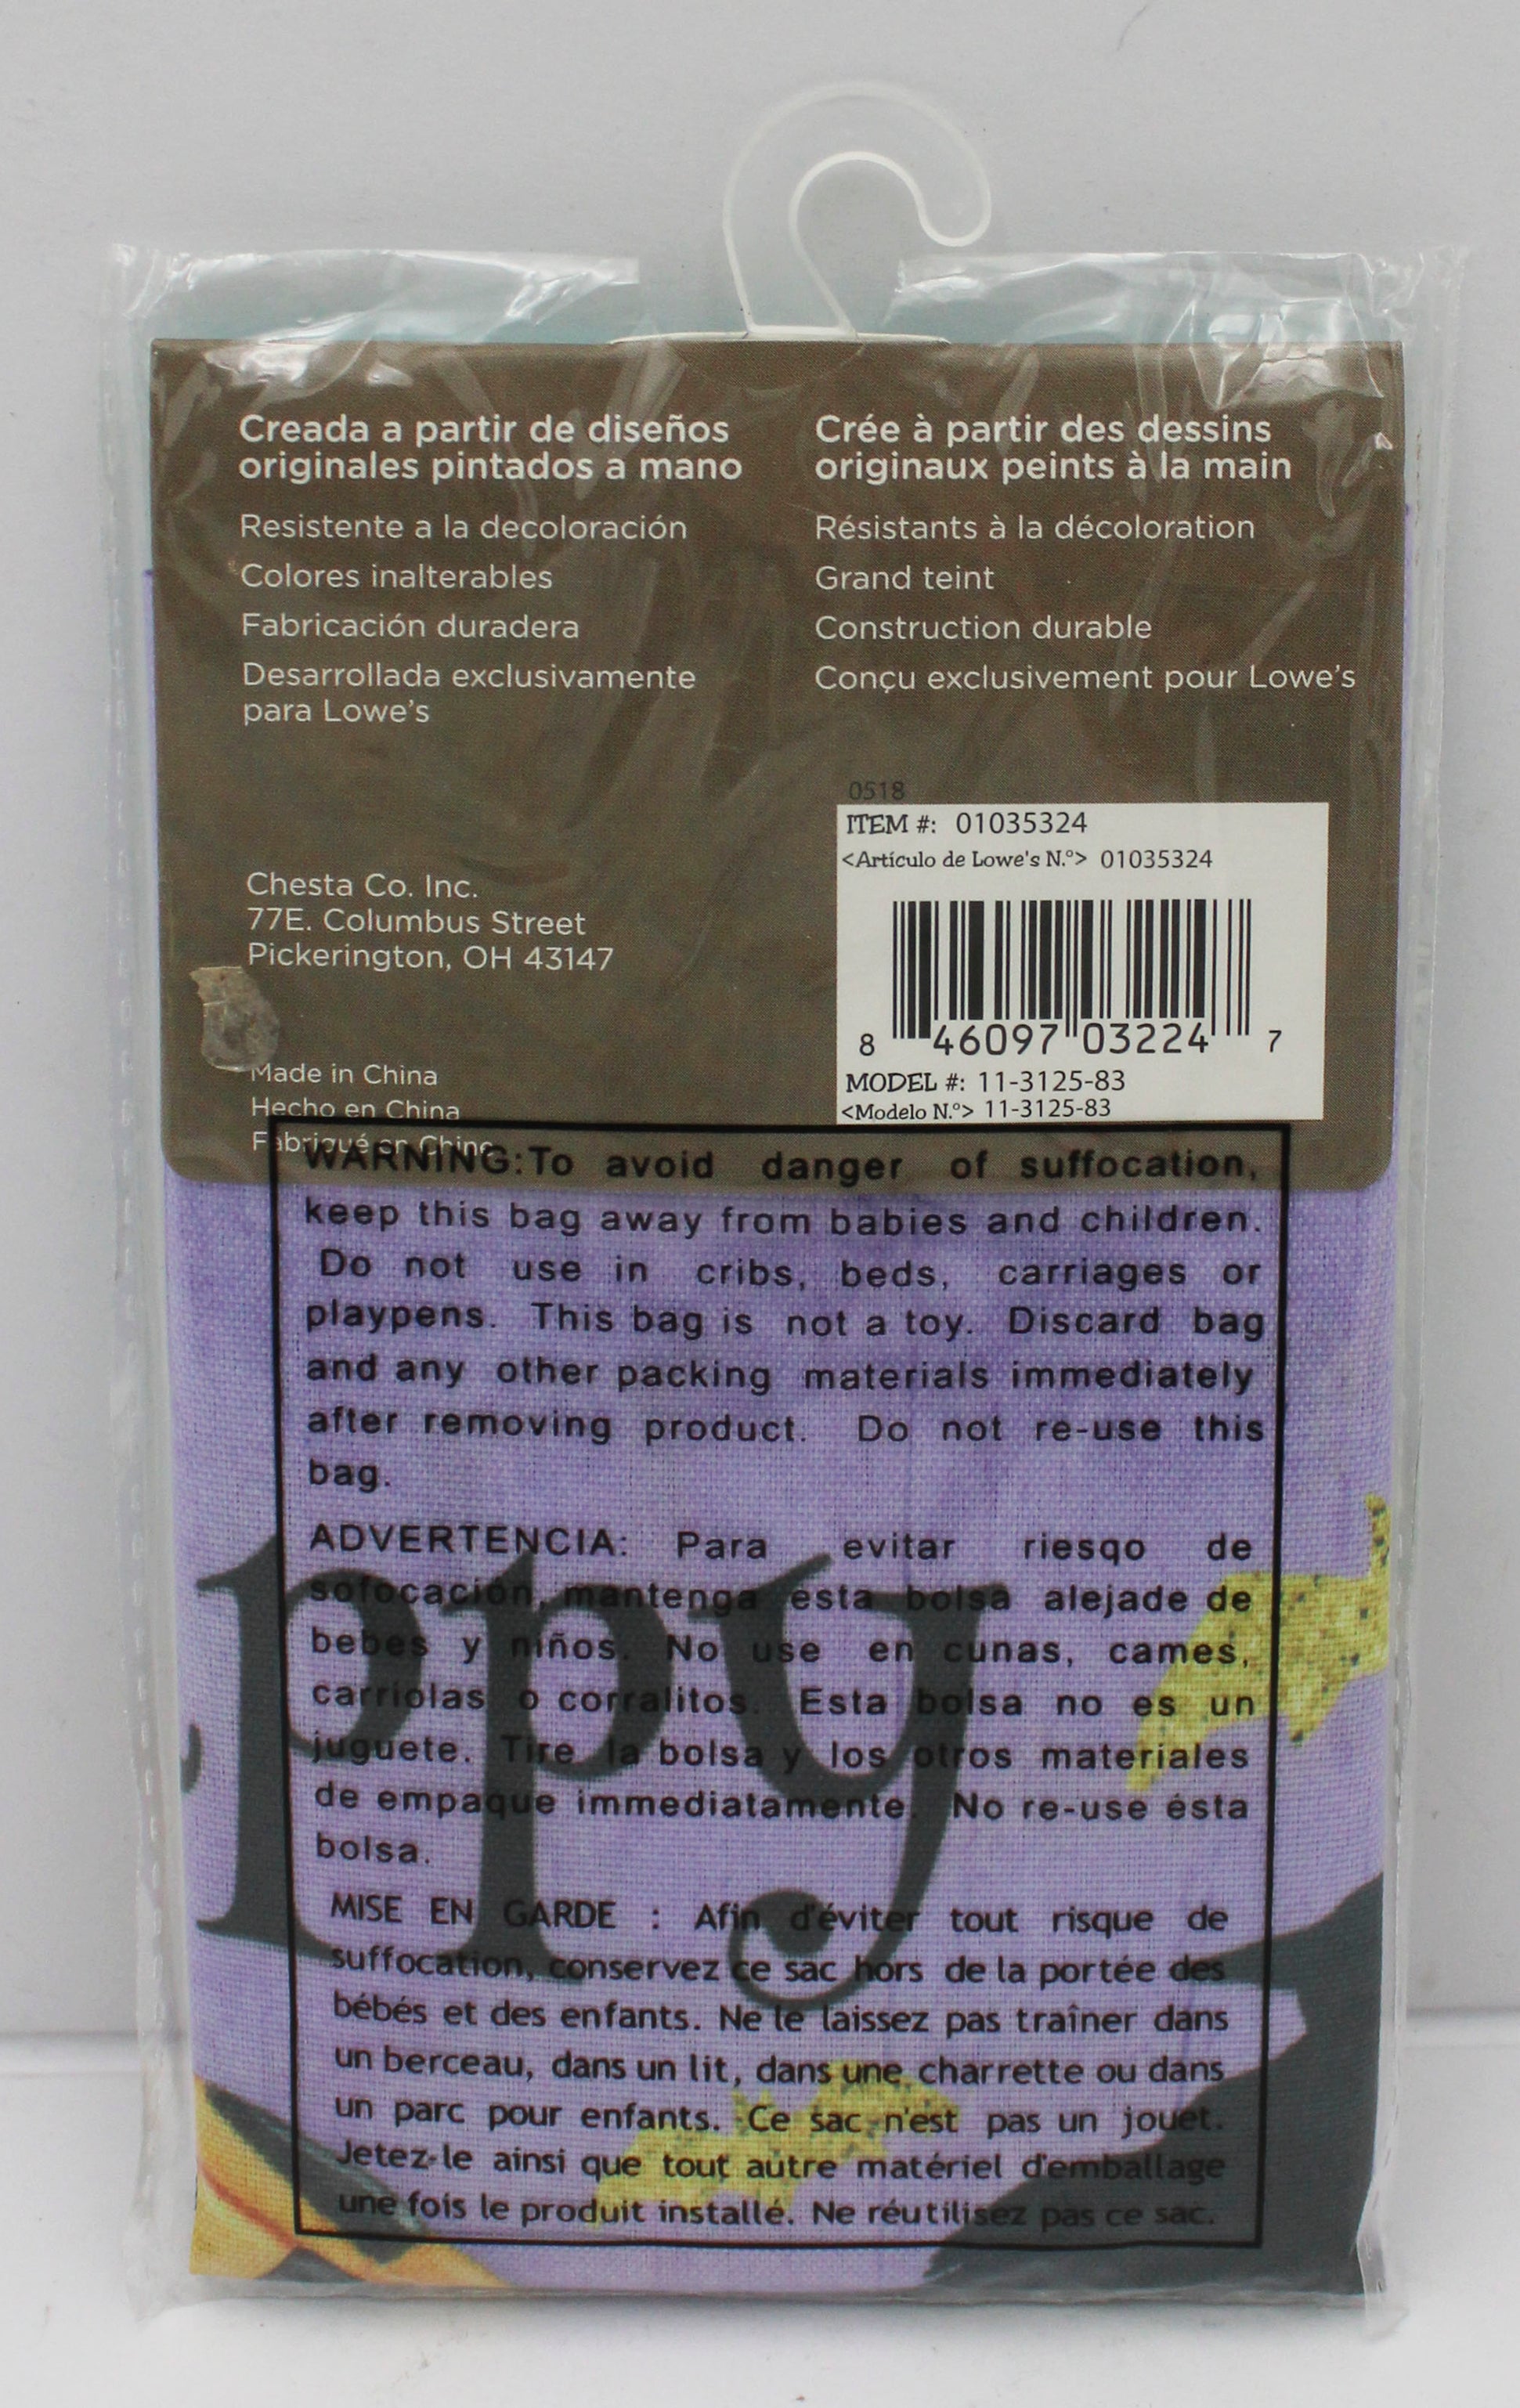 Creada a partir de diseños
originales pintados a mano
Resistente a la decoloración
Colores inalterables
Fabricación duradera
Desarrollada exclusivamente
para Lowe's
Crée à partir des dessins
originaux peints à la main
Résistants à la décoloration
Grand teint
Construction durable
Conçu exclusivement pour Lowe's
Chesta Co. Inc.
77E. Columbus Street
Pickerington, OH 43147
Made in China
Hecho en China
Fabriqué en Chine
0518
ITEM #: 01035324
<Artículo de Lowe's N.º> 01035324
8 46097 03224 7
MODEL #: 11-3125-83
<Modelo N.º> 11-3125-83
WARNING:To avoid danger of suffocation,
keep this bag away from babies and children.
Do not use in cribs, beds, carriages or
playpens. This bag is not a toy. Discard bag
and any other packing materials immediately
after removing product. Do not re-use this
bag.
ADVERTENCIA: Para evitar riesqo de
sofocación, mantenga esta bolsa alejade de
bebes y niños. No use en cunas, cames,
carriolas o corralitos. Esta bolsa no es un
juguete. Tire la bolsa y los otros materiales
de empaque immediatamente. No re-use ésta
bolsa.
MISE EN GARDE : Afin d'éviter tout risque de
suffocation, conservez ce sac hors de la portée des
bébés et des enfants. Ne le laissez pas traîner dans
un berceau, dans un lit, dans une charrette ou dans
un parc pour enfants. Ce sac n'est pas un jouet.
Jetez-le ainsi que tout autre matériel d'emballage
une fois le produit installé. Ne réutilisez pas ce sac.
ppy